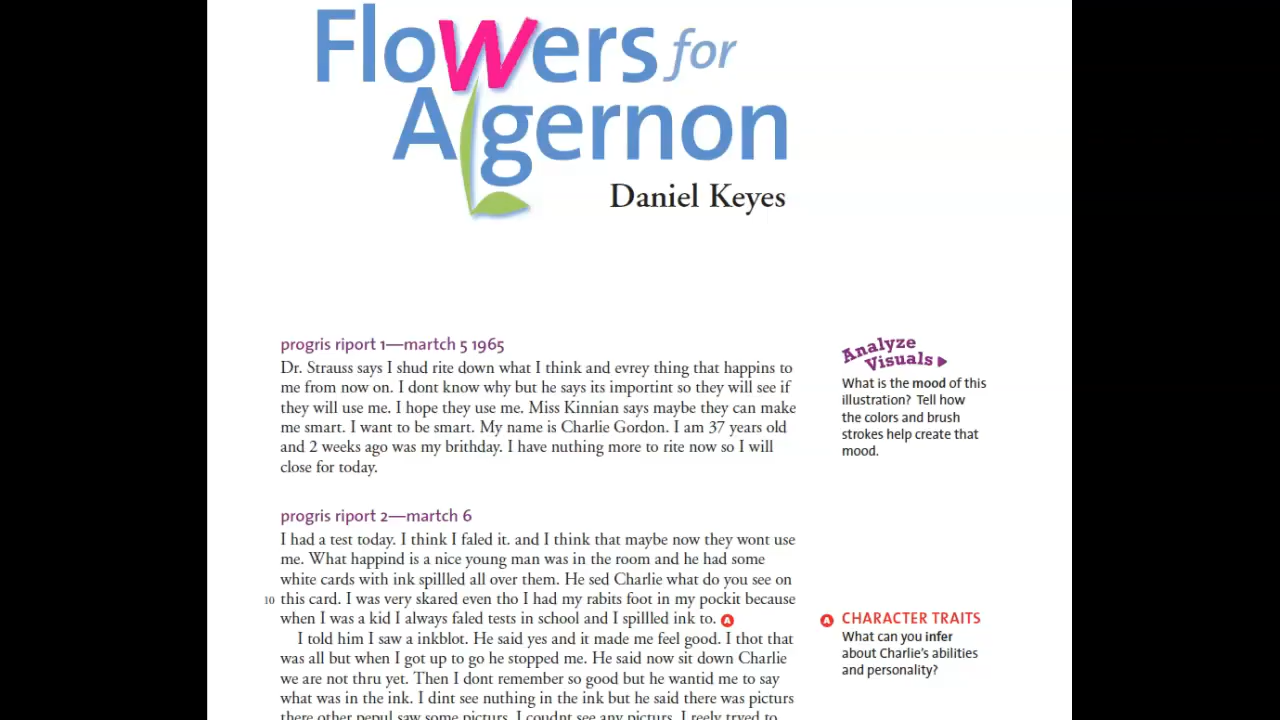 Flowers for
Algernon
Daniel Keyes
progris riport 1—martch 5 1965
Dr. Strauss says I shud rite down what I think and evrey thing that happins to
me from now on. I dont know why but he says its importint so they will see if
they will use me. I hope they use me. Miss Kinnian says maybe they can make
me smart. I want to be smart. My name is Charlie Gordon. I am 37 years old
and 2 weeks ago was my brithday. I have nuthing more to rite now so I will
close for today.
progris riport 2—martch 6
I had a test today. I think I faled it. and I think that maybe now they wont use
me. What happind is a nice young man was in the room and he had some
white cards with ink spillled all over them. He sed Charlie what do you see on
10 this card. I was very skared even tho I had my rabits foot in my pockit because
when I was a kid I always faled tests in school and I spillled ink to. A
I told him I saw a inkblot. He said yes and it made me feel good. I thot that
was all but when I got up to go he stopped me. He said now sit down Charlie
we are not thru yet. Then I dont remember so good but he wantid me to say
what was in the ink. I dint see nuthing in the ink but he said there was picturs
there other pepul saw some picturs. I coudnt see any picturs. I reely tryed to
Analyze
Visuals
What is the mood of this
illustration? Tell how
the colors and brush
strokes help create that
mood.
A CHARACTER TRAITS
What can you infer
about Charlie's abilities
and personality?